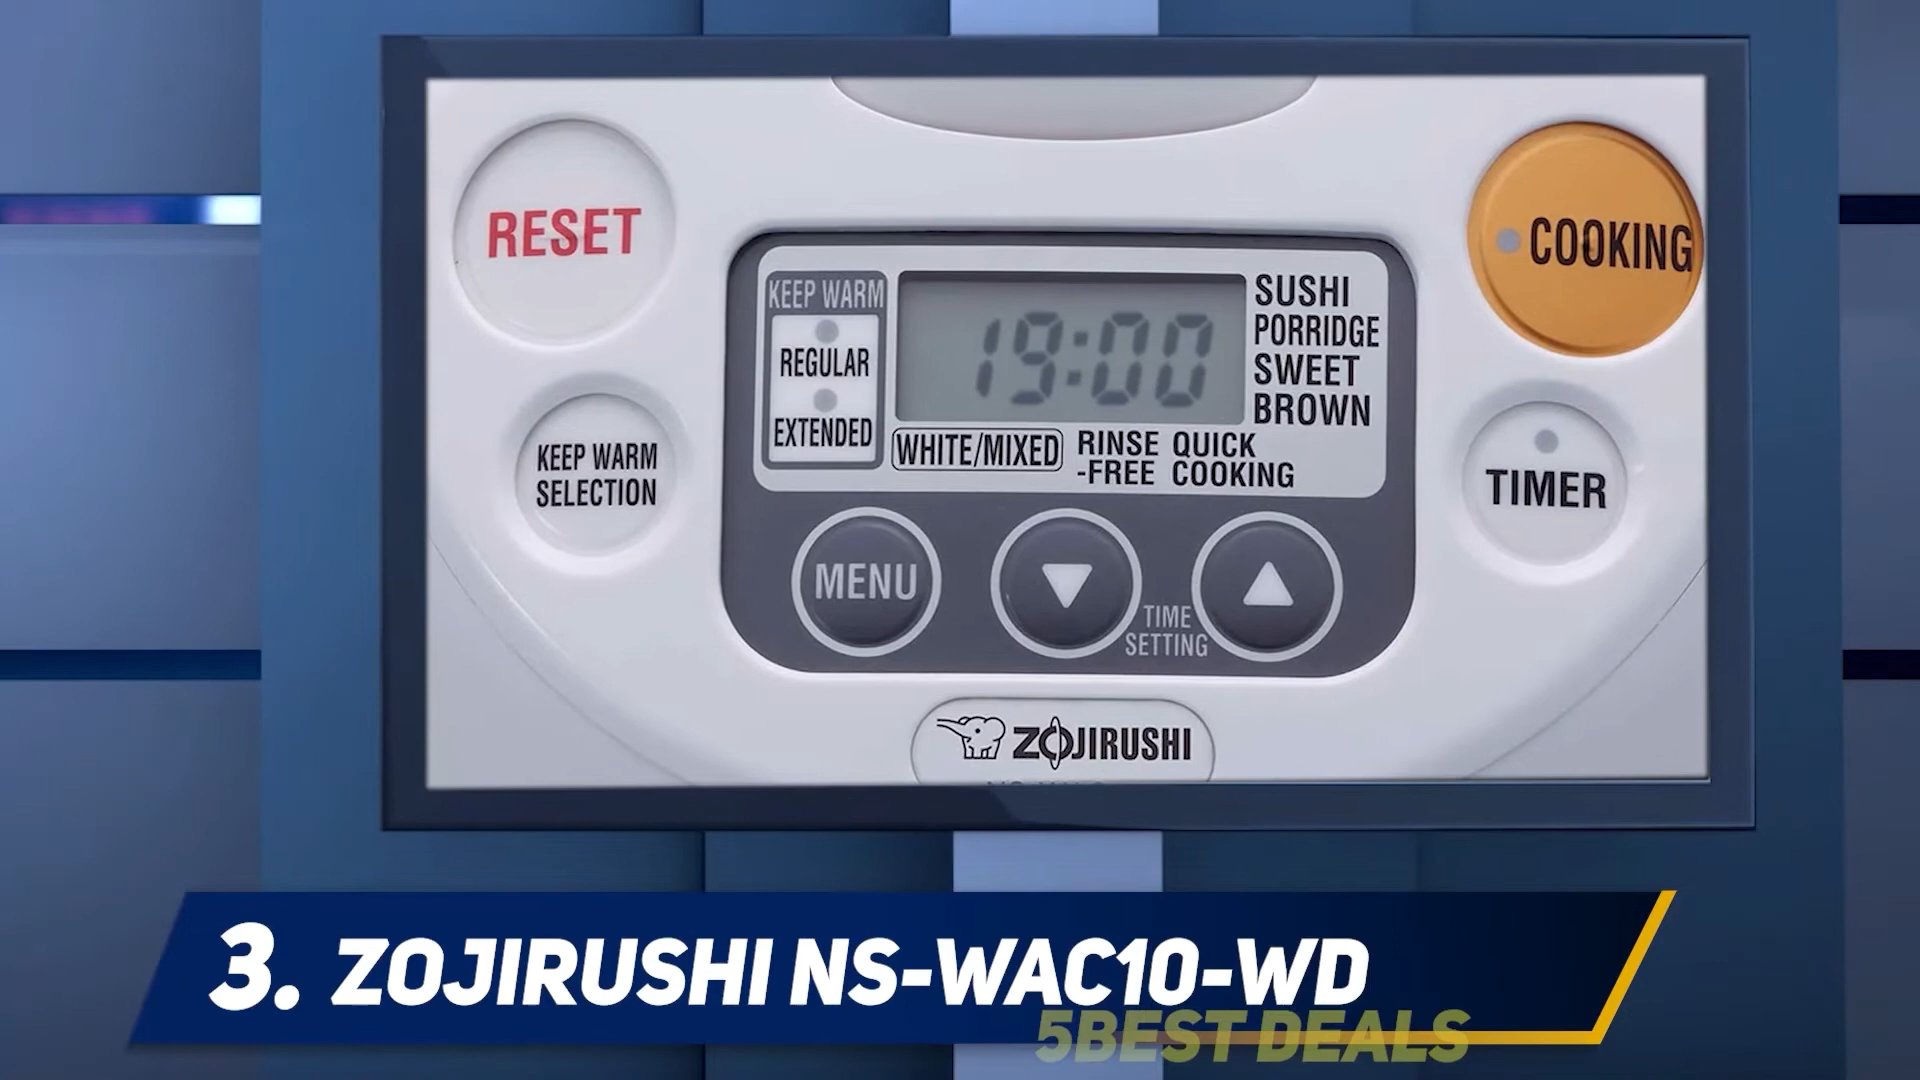 RESET
COOKING
KEEP WARM
REGULAR
EXTENDED
19:00
SUSHI
PORRIDGE
SWEET
BROWN
WHITE/MIXED
RINSE
-FREE
QUICK
COOKING
KEEP WARM
SELECTION
TIMER
MENU
TIME
SETTING
ZOJIRUSHI
3. ZOJIRUSHI NS-WAC10-WD
5BEST DEALS